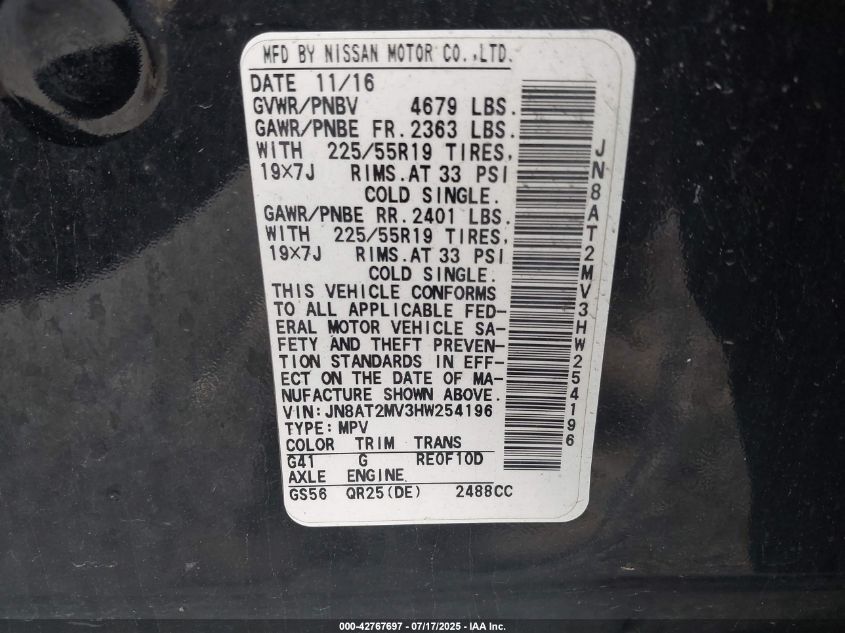 MFD BY NISSAN MOTOR CO.,LTD.
DATE 11/16
GVWR/PNBV 4679 LBS.
GAWR/PNBE FR. 2363 LBS.
WITH 225/55R19 TIRES,
19×7J RIMS. AT 33 PSI
COLD SINGLE.
GAWR/PNBE RR. 2401 LBS.
WITH 225/55R19 TIRES,
19×7J RIMS. AT 33 PSI
COLD SINGLE.
THIS VEHICLE CONFORMS
TO ALL APPLICABLE FED-
ERAL MOTOR VEHICLE SA-
FETY AND THEFT PREVEN-
TION STANDARDS IN EFF-
ECT ON THE DATE OF MA-
NUFACTURE SHOWN ABOVE.
VIN: JN8AT2MV3HW254196
TYPE: MPV
COLOR TRIM TRANS
G41 G RE0F10D
AXLE ENGINE
GS56 QR25(DE) 2488CC
JN8AT2MV3HW254196
000-42767697 - 07/17/2025 - IAA Inc.